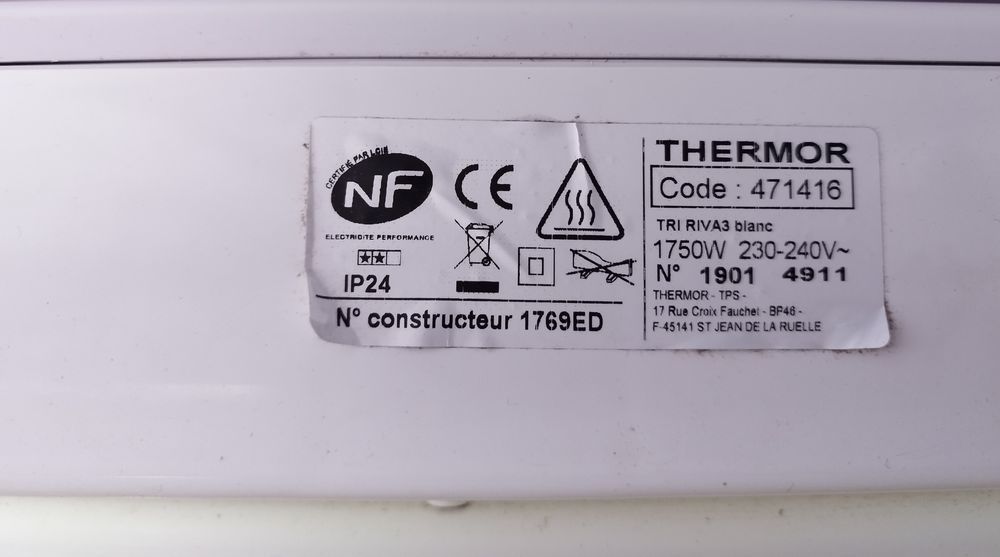 CERTIFIÉ PAR LCIE
NF
CE
ELECTRICITE PERFORMANCE
IP24
N° constructeur 1769ED
THERMOR
Code : 471416
TRI RIVA3 blanc
1750W 230-240V~
N° 1901 4911
THERMOR - TPS -
17 Rue Croix Fauchet - BP46 -
F-45141 ST JEAN DE LA RUELLE